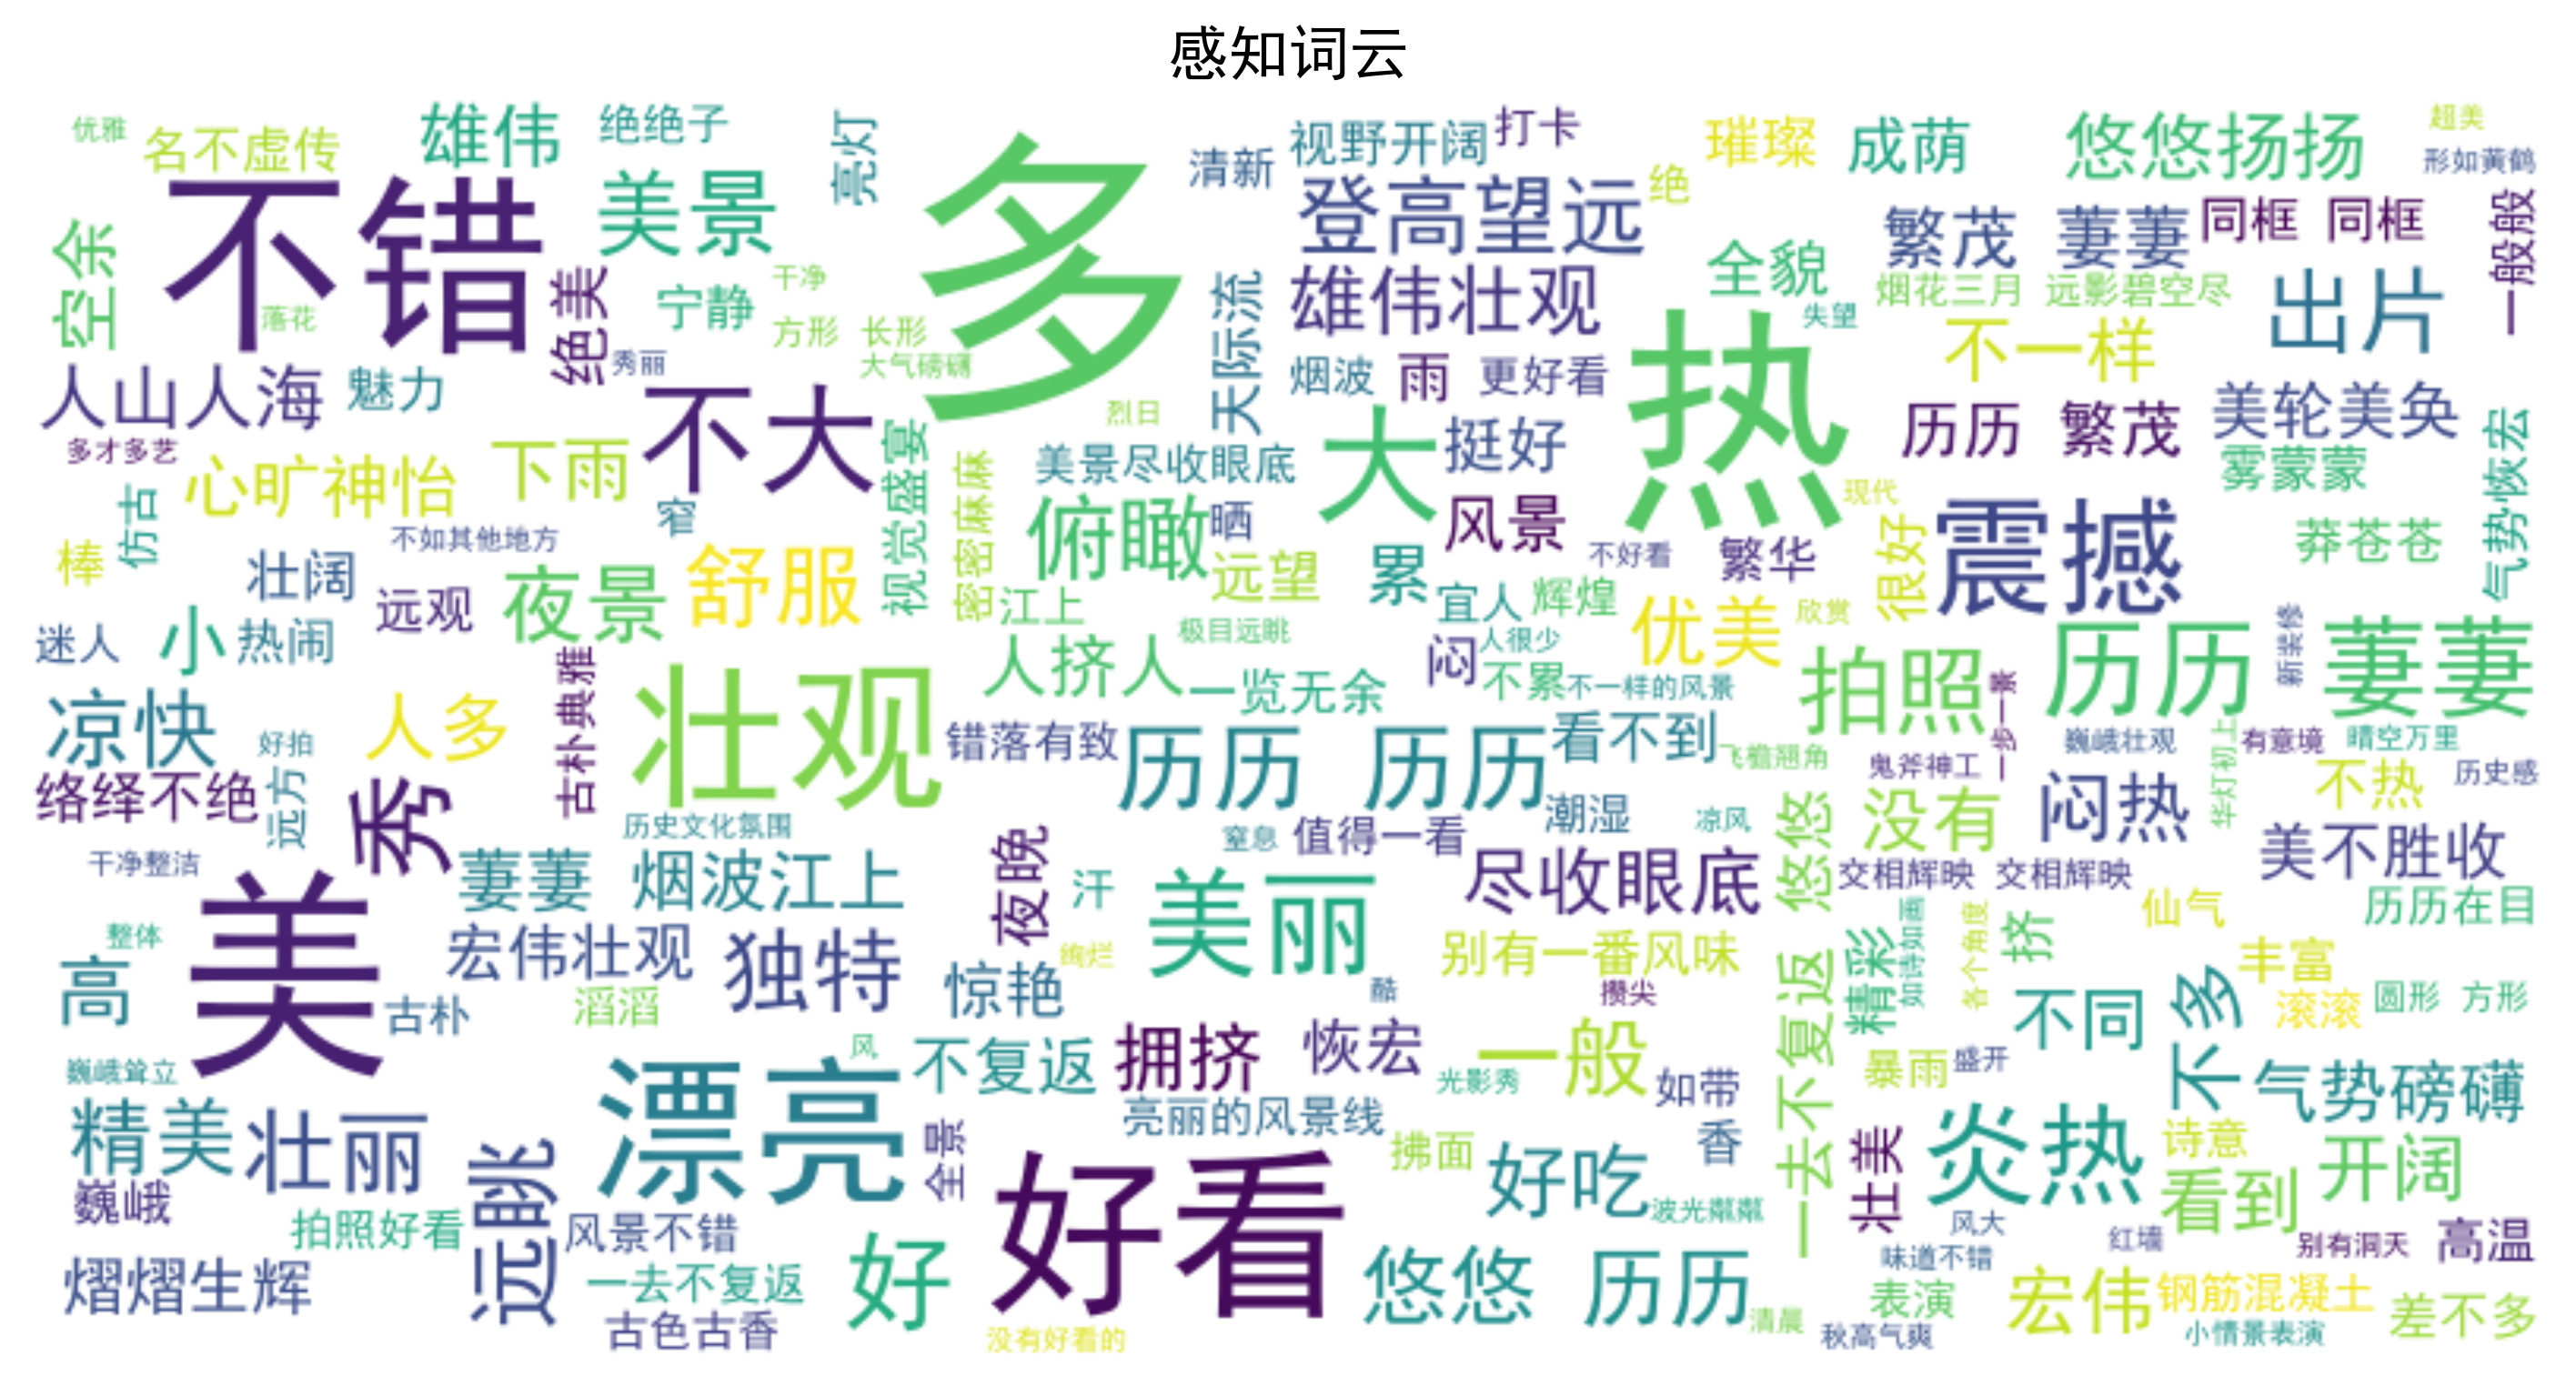 感知词云
优雅
名不虚传
雄伟
绝绝子
亮灯
多
清新
视野开阔
打卡
绝
璀璨
成荫
悠悠扬扬
超美
形如黄鹤
空余
不错
落花
美景
绝美
宁静
干净
方形 长形
大气磅礴
秀丽
登高望远
雄伟壮观
天际流
烟波
雨
更好看
烈日
热
全貌
失望
繁茂 萋萋
同框 同框
一般般
烟花三月 远影碧空尽
不一样
出片
人山人海
魅力
多才多艺
不大
视觉盛宴
密密麻麻
美景尽收眼底
大
挺好
历历 繁茂
美轮美奂
雾蒙蒙
气势恢宏
心旷神怡
下雨
仿古
棒
不如其他地方
窄
俯瞰
晒
风景
现代
震撼
莽苍苍
壮阔
远观
夜景
舒服
远望
累
不好看
繁华
很好
江上
宜人
辉煌
优美
欣赏
迷人
小
热闹
极目远眺
人很少
闷
不累
不一样的风景
人挤人
一览无余
拍照
一步一景
历历 萋萋
新装修
凉快
人多
古朴典雅
壮观
错落有致
历历 历历
看不到
飞檐翘角
鬼斧神工
巍峨壮观
有意境
晴空万里
华灯初上
好拍
远方
络绎不绝
秀
历史文化氛围
窒息
值得一看
潮湿
凉风
悠悠
没有
闷热
不热
历史感
干净整洁
美
萋萋
烟波江上
夜晚
汗
美丽
尽收眼底
交相辉映 交相辉映
美不胜收
仙气
历历在目
整体
高
古朴
宏伟壮观
滔滔
独特
惊艳
绚烂
酷
别有一番风味
攒尖
一去不复返
精彩
如诗如画
各个角度
挤
不同
不多
丰富
滚滚
圆形 方形
巍峨耸立
风
不复返
拥挤
恢宏
光影秀
一般
如带
暴雨
盛开
气势磅礴
精美
壮丽
巍峨
远眺
漂亮
全景
亮丽的风景线
拂面
好吃
香
波光粼粼
壮美
炎热
诗意
看到
开阔
拍照好看
风景不错
熠熠生辉
一去不复返
古色古香
好
好看
没有好看的
悠悠 历历
清晨
风大
味道不错
表演
秋高气爽
红墙
宏伟
别有洞天
高温
钢筋混凝土
小情景表演
差不多